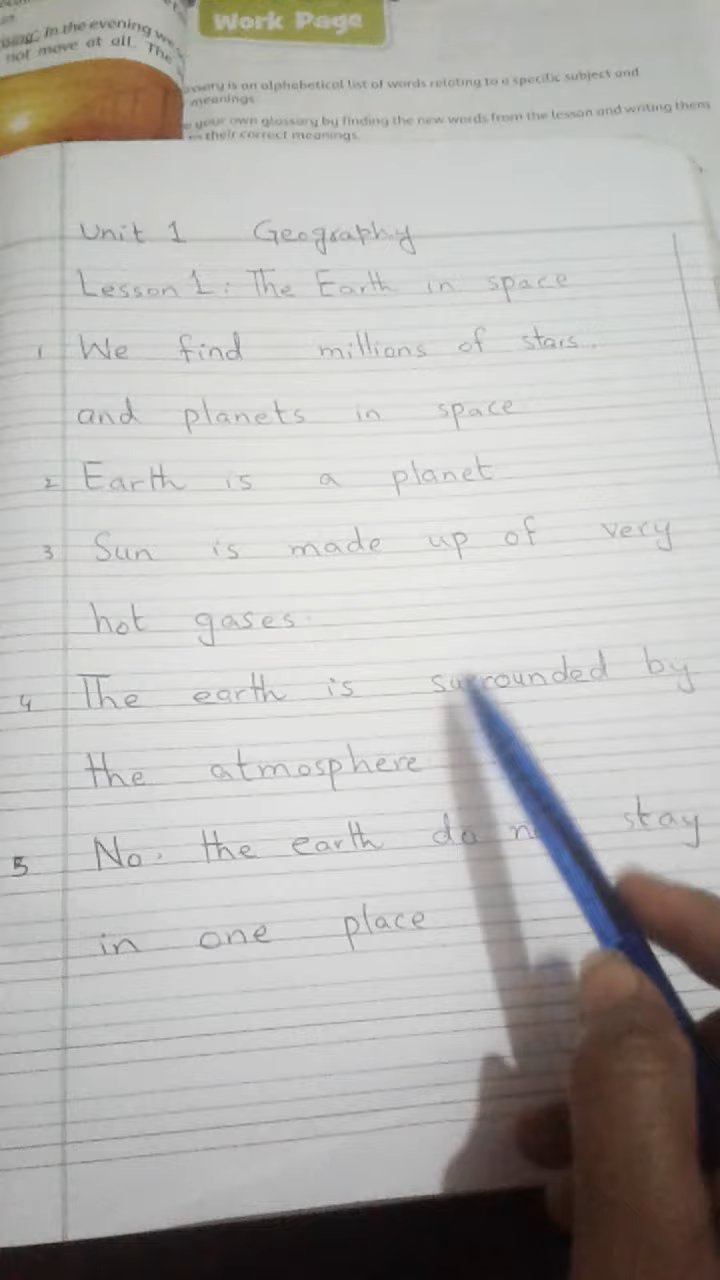 In the evening we
not move at all. The
Work Page
is an alphabetical list of words relating to a specific subject and
meanings
your own glossary by finding the new words from the lesson and writing them
their correct meanings.
Unit 1 Geography
Lesson 1: The Earth in space
1 We find millions of stars.
and planets in space
2 Earth is a planet
3 Sun is made up of very
hot gases.
4 The earth is surrounded by
the atmosphere
5 No. the earth do stay
in one place